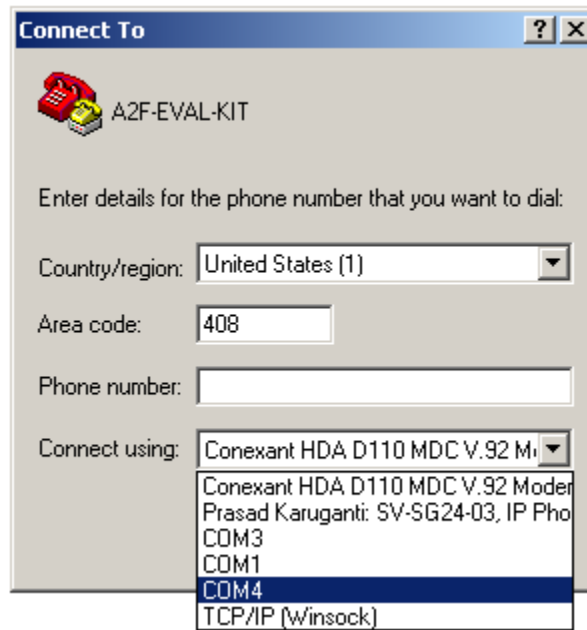 Connect To
A2F-EVAL-KIT
Enter details for the phone number that you want to dial:
Country/region: United States (1)
Area code: 408
Phone number:
Connect using: Conexant HDA D110 MDC V.92 M
Conexant HDA D110 MDC V.92 Moder
Prasad Karuganti: SV-SG24-03, IP Pho
COM3
COM1
COM4
TCP/IP (Winsock)